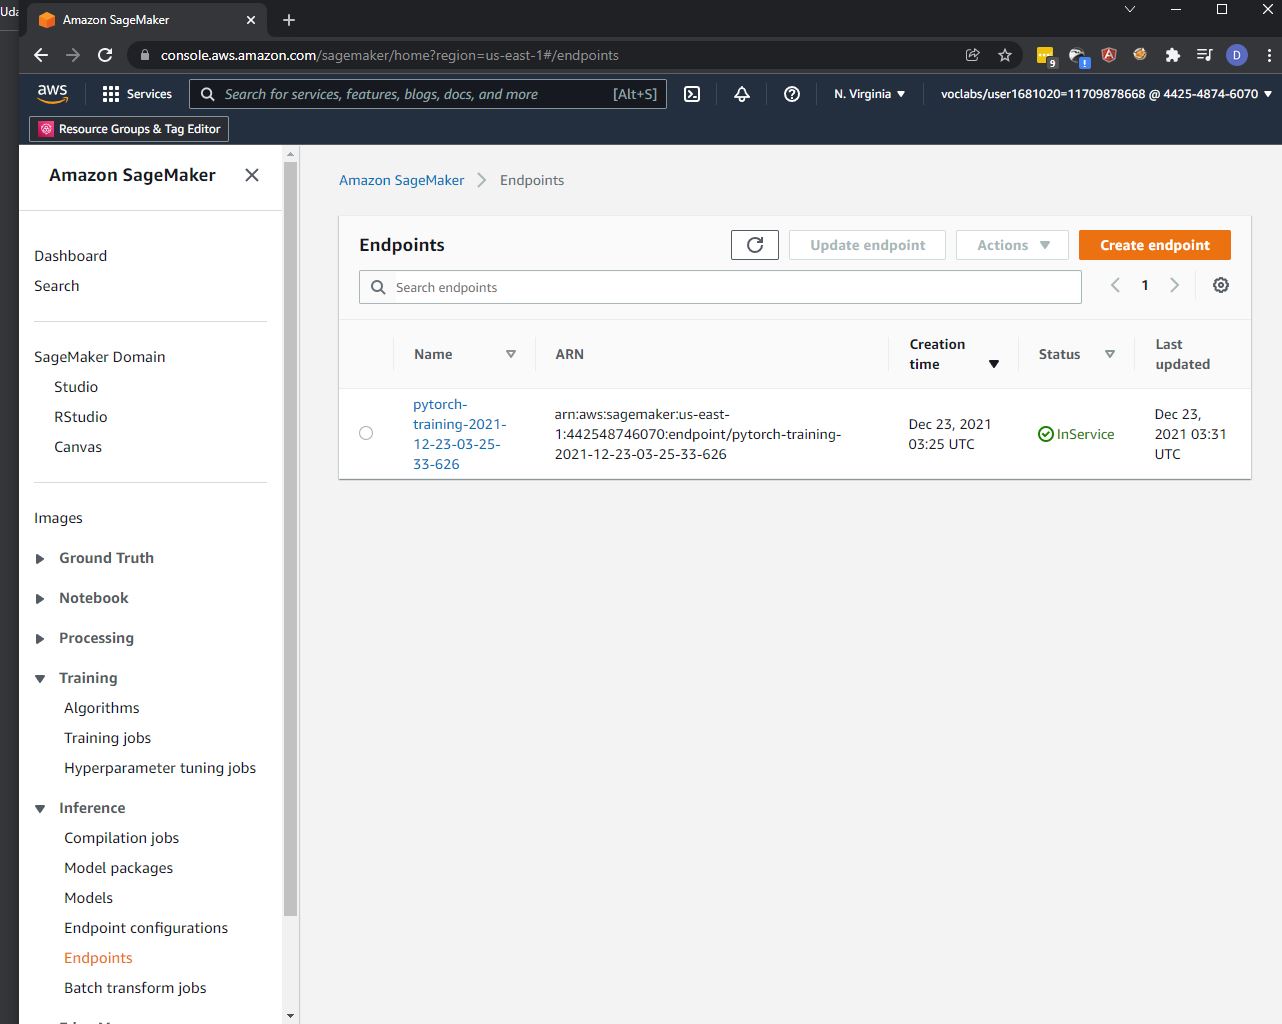 Uda
Amazon SageMaker
console.aws.amazon.com/sagemaker/home?region=us-east-1#/endpoints
9
!
D
aws
Services
Search for services, features, blogs, docs, and more
[Alt+S]
N. Virginia
voclabs/user1681020=11709878668 @ 4425-4874-6070
Resource Groups & Tag Editor
Amazon SageMaker
Dashboard
Search
SageMaker Domain
Studio
RStudio
Canvas
Images
Ground Truth
Notebook
Processing
Training
Algorithms
Training jobs
Hyperparameter tuning jobs
Inference
Compilation jobs
Model packages
Models
Endpoint configurations
Endpoints
Batch transform jobs
Amazon SageMaker
Endpoints
Endpoints
Update endpoint
Actions
Create endpoint
Search endpoints
1
Name
ARN
Creation
time
Status
Last
updated
pytorch-
training-2021-
12-23-03-25-
33-626
arn:aws:sagemaker:us-east-
1:442548746070:endpoint/pytorch-training-
2021-12-23-03-25-33-626
Dec 23, 2021
03:25 UTC
InService
Dec 23,
2021 03:31
UTC